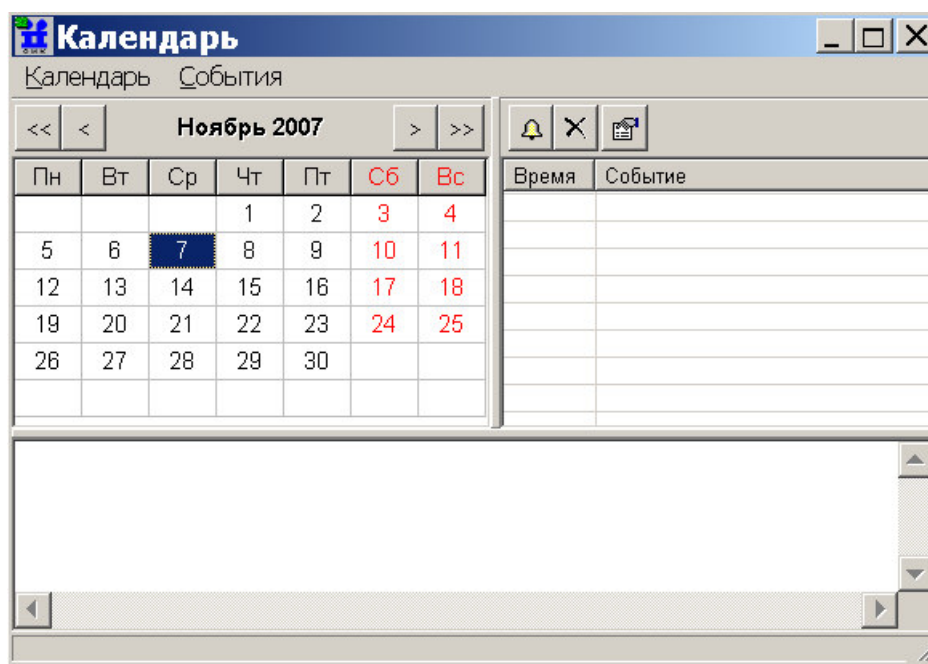 Календарь
Календарь События
<< < Ноябрь 2007 > >>
Пн Вт Ср Чт Пт Сб Вс
1 2 3 4
5 6 7 8 9 10 11
12 13 14 15 16 17 18
19 20 21 22 23 24 25
26 27 28 29 30
Время Событие